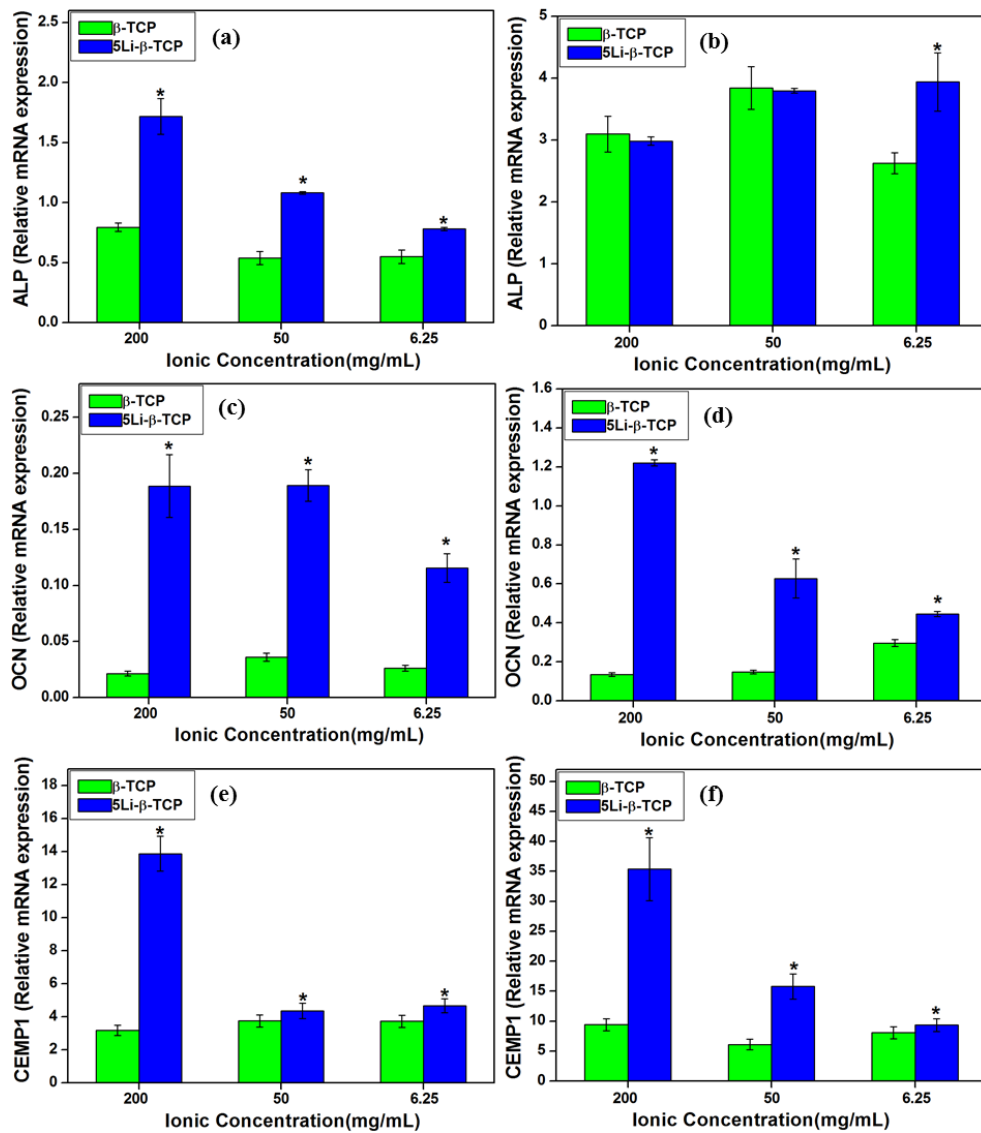 β-TCP
5Li-β-TCP
(a)
2.5
2.0
1.5
1.0
0.5
0.0
* * *
200 50 6.25
ALP (Relative mRNA expression)
Ionic Concentration(mg/mL)
β-TCP
5Li-β-TCP
(b)
5
4
3
2
1
0
*
200 50 6.25
ALP (Relative mRNA expression)
Ionic Concentration(mg/mL)
β-TCP
5Li-β-TCP
(c)
0.25
0.20
0.15
0.10
0.05
0.00
* * *
200 50 6.25
OCN (Relative mRNA expression)
Ionic Concentration(mg/mL)
β-TCP
5Li-β-TCP
(d)
1.6
1.4
1.2
1.0
0.8
0.6
0.4
0.2
0.0
* * *
200 50 6.25
OCN (Relative mRNA expression)
Ionic Concentration(mg/mL)
β-TCP
5Li-β-TCP
(e)
18
16
14
12
10
8
6
4
2
0
* * *
200 50 6.25
CEMP1 (Relative mRNA expression)
Ionic Concentration(mg/mL)
β-TCP
5Li-β-TCP
(f)
50
45
40
35
30
25
20
15
10
5
0
* * *
200 50 6.25
CEMP1 (Relative mRNA expression)
Ionic Concentration(mg/mL)